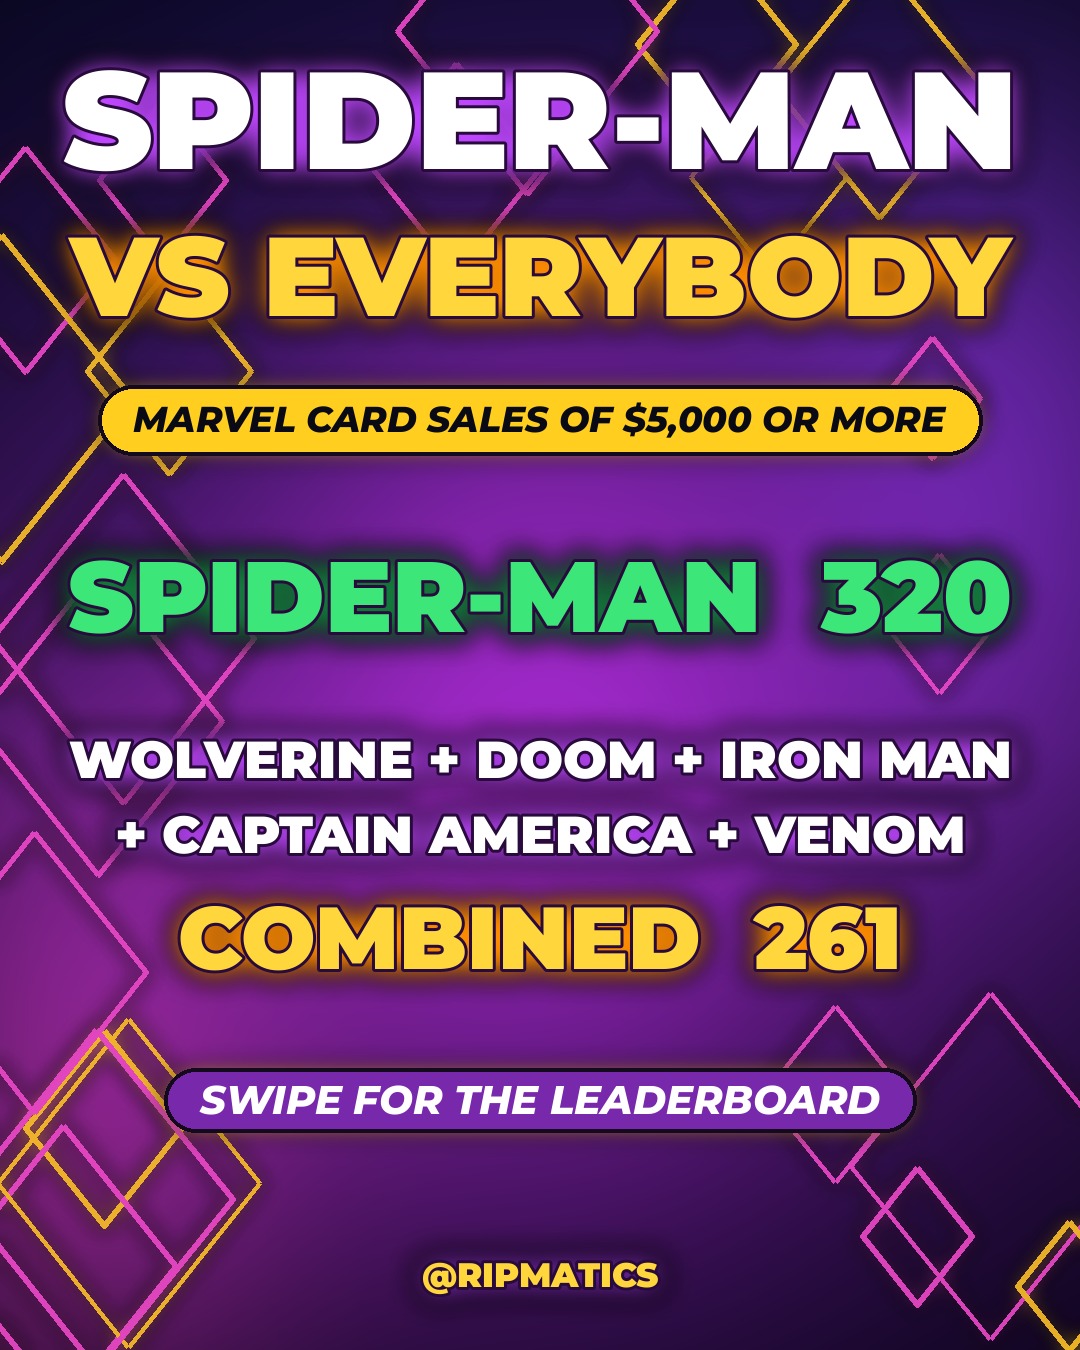 SPIDER-MAN
VS EVERYBODY
MARVEL CARD SALES OF $5,000 OR MORE
SPIDER-MAN 320
WOLVERINE + DOOM + IRON MAN
+ CAPTAIN AMERICA + VENOM
COMBINED 261
SWIPE FOR THE LEADERBOARD
@RIPMATICS